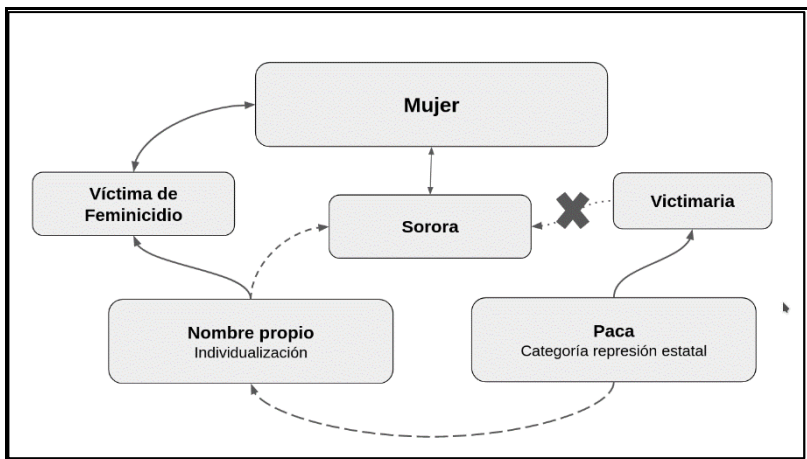 Mujer
Víctima de
Feminicidio
Sorora
Victimaria
Nombre propio
Individualización
Paca
Categoría represión estatal